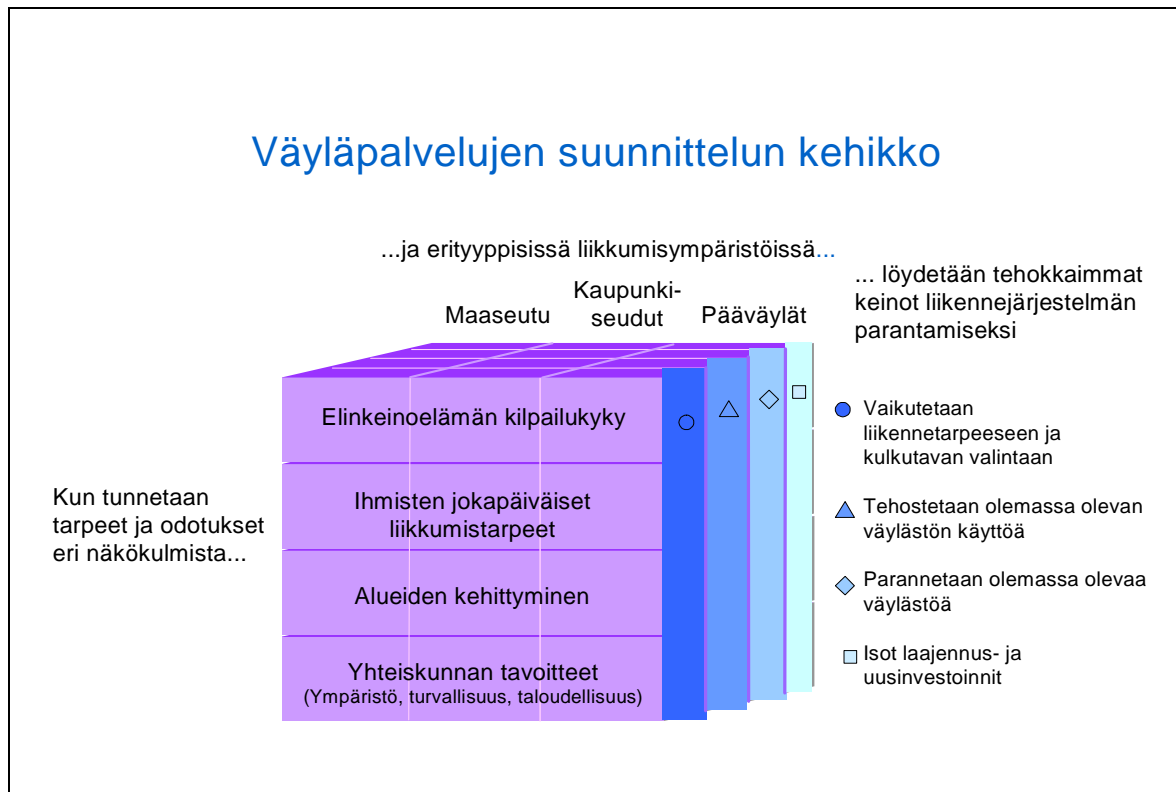 Väyläpalvelujen suunnittelun kehikko
...ja erityyppisissä liikkumisympäristöissä...
... löydetään tehokkaimmat
keinot liikennejärjestelmän
parantamiseksi
Maaseutu
Kaupunki-
seudut
Pääväylät
Kun tunnetaan
tarpeet ja odotukset
eri näkökulmista...
Elinkeinoelämän kilpailukyky
Ihmisten jokapäiväiset
liikkumistarpeet
Alueiden kehittyminen
Yhteiskunnan tavoitteet
(Ympäristö, turvallisuus, taloudellisuus)
Vaikutetaan
liikennetarpeeseen ja
kulkutavan valintaan
Tehostetaan olemassa olevan
väylästön käyttöä
Parannetaan olemassa olevaa
väylästöä
Isot laajennus- ja
uusinvestoinnit